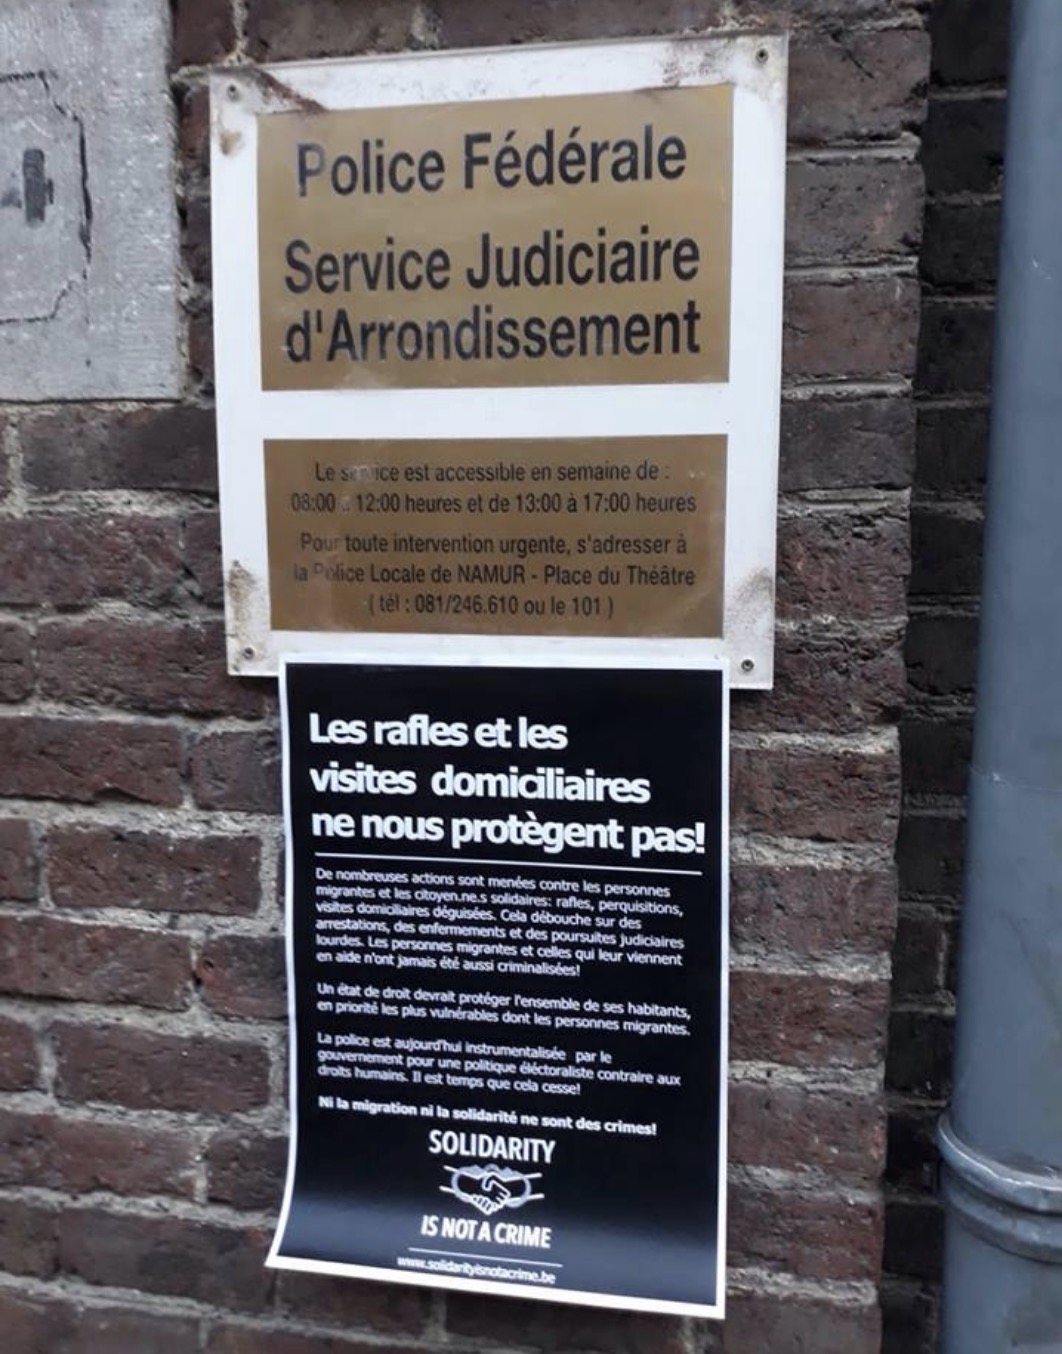 Police Fédérale
Service Judiciaire
d'Arrondissement
Le service est accessible en semaine de :
08:00 à 12:00 heures et de 13:00 à 17:00 heures
Pour toute intervention urgente, s'adresser à
la Police Locale de NAMUR - Place du Théâtre
( tél : 081/246.610 ou le 101 )
Les rafles et les
visites domiciliaires
ne nous protègent pas!
De nombreuses actions sont menées contre les personnes
migrantes et les citoyen.ne.s solidaires: rafles, perquisitions,
visites domiciliaires déguisées. Cela débouche sur des
arrestations, des enfermements et des poursuites judiciaires
lourdes. Les personnes migrantes et celles qui leur viennent
en aide n'ont jamais été aussi criminalisées!
Un état de droit devrait protéger l'ensemble de ses habitants,
en priorité les plus vulnérables dont les personnes migrantes.
La police est aujourd'hui instrumentalisée par le
gouvernement pour une politique éléctoraliste contraire aux
droits humains. Il est temps que cela cesse!
Ni la migration ni la solidarité ne sont des crimes!
SOLIDARITY
IS NOT A CRIME
www.solidarityisnotacrime.be